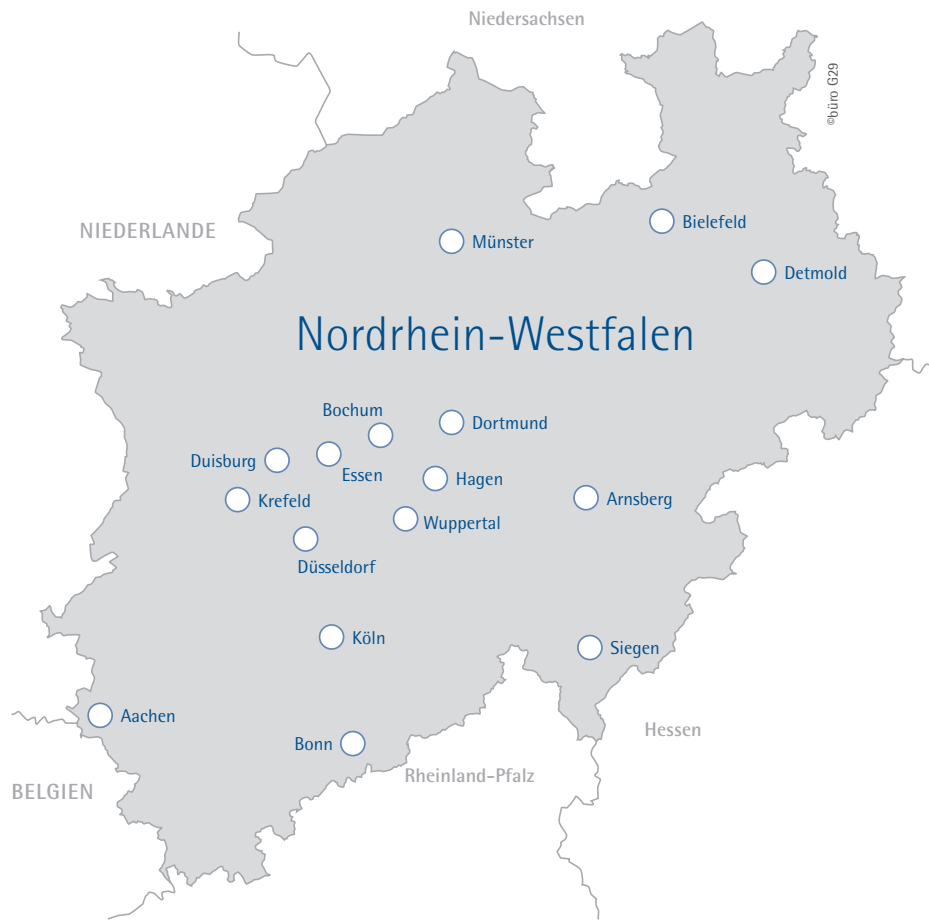 Niedersachsen
©büro G29
NIEDERLANDE
Bielefeld
Münster
Detmold
Nordrhein-Westfalen
Bochum
Dortmund
Duisburg
Essen
Hagen
Krefeld
Arnsberg
Wuppertal
Düsseldorf
Köln
Siegen
Aachen
Hessen
Bonn
Rheinland-Pfalz
BELGIEN